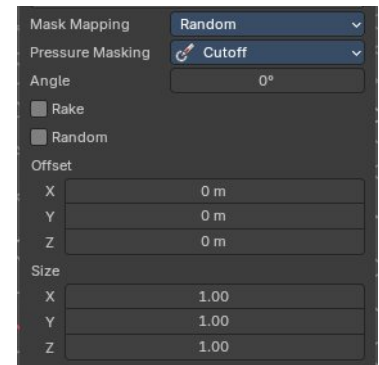 Mask Mapping Random
Pressure Masking Cutoff
Angle 0°
Rake
Random
Offset
X 0 m
Y 0 m
Z 0 m
Size
X 1.00
Y 1.00
Z 1.00